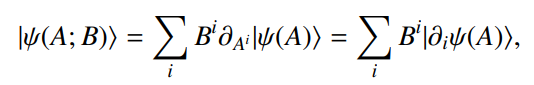 |ψ(A; B)⟩ = ∑_i B^i ∂_{A^i} |ψ(A)⟩ = ∑_i B^i |∂_i ψ(A)⟩,